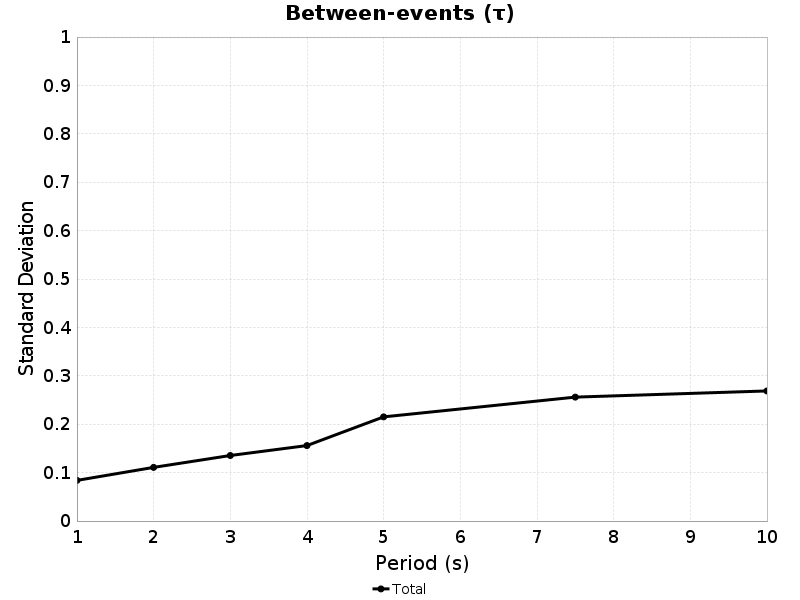 Between-events (τ)
1
0.9
0.8
0.7
0.6
0.5
0.4
0.3
0.2
0.1
0
Standard Deviation
1 2 3 4 5 6 7 8 9 10
Period (s)
Total